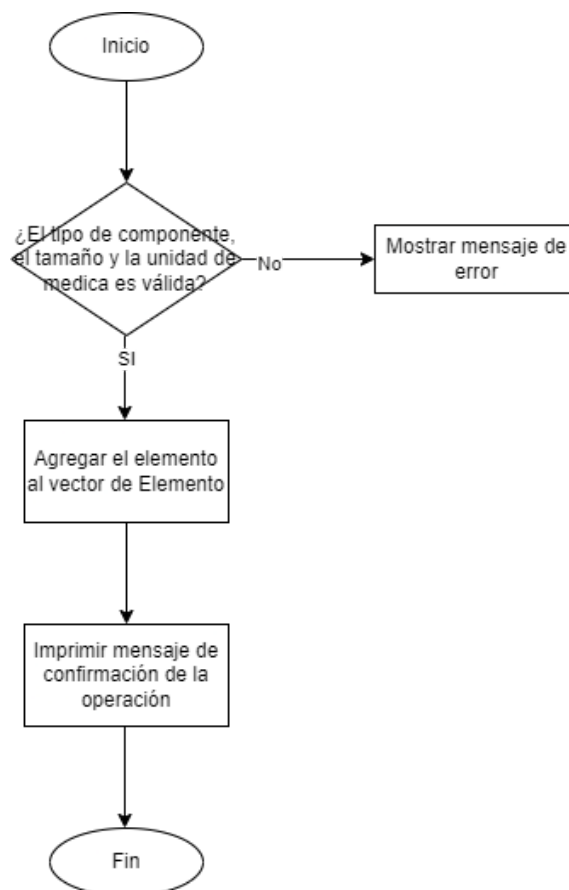 Inicio
¿El tipo de componente,
el tamaño y la unidad de
medica es válida?
No
Mostrar mensaje de
error
SI
Agregar el elemento
al vector de Elemento
Imprimir mensaje de
confirmación de la
operación
Fin